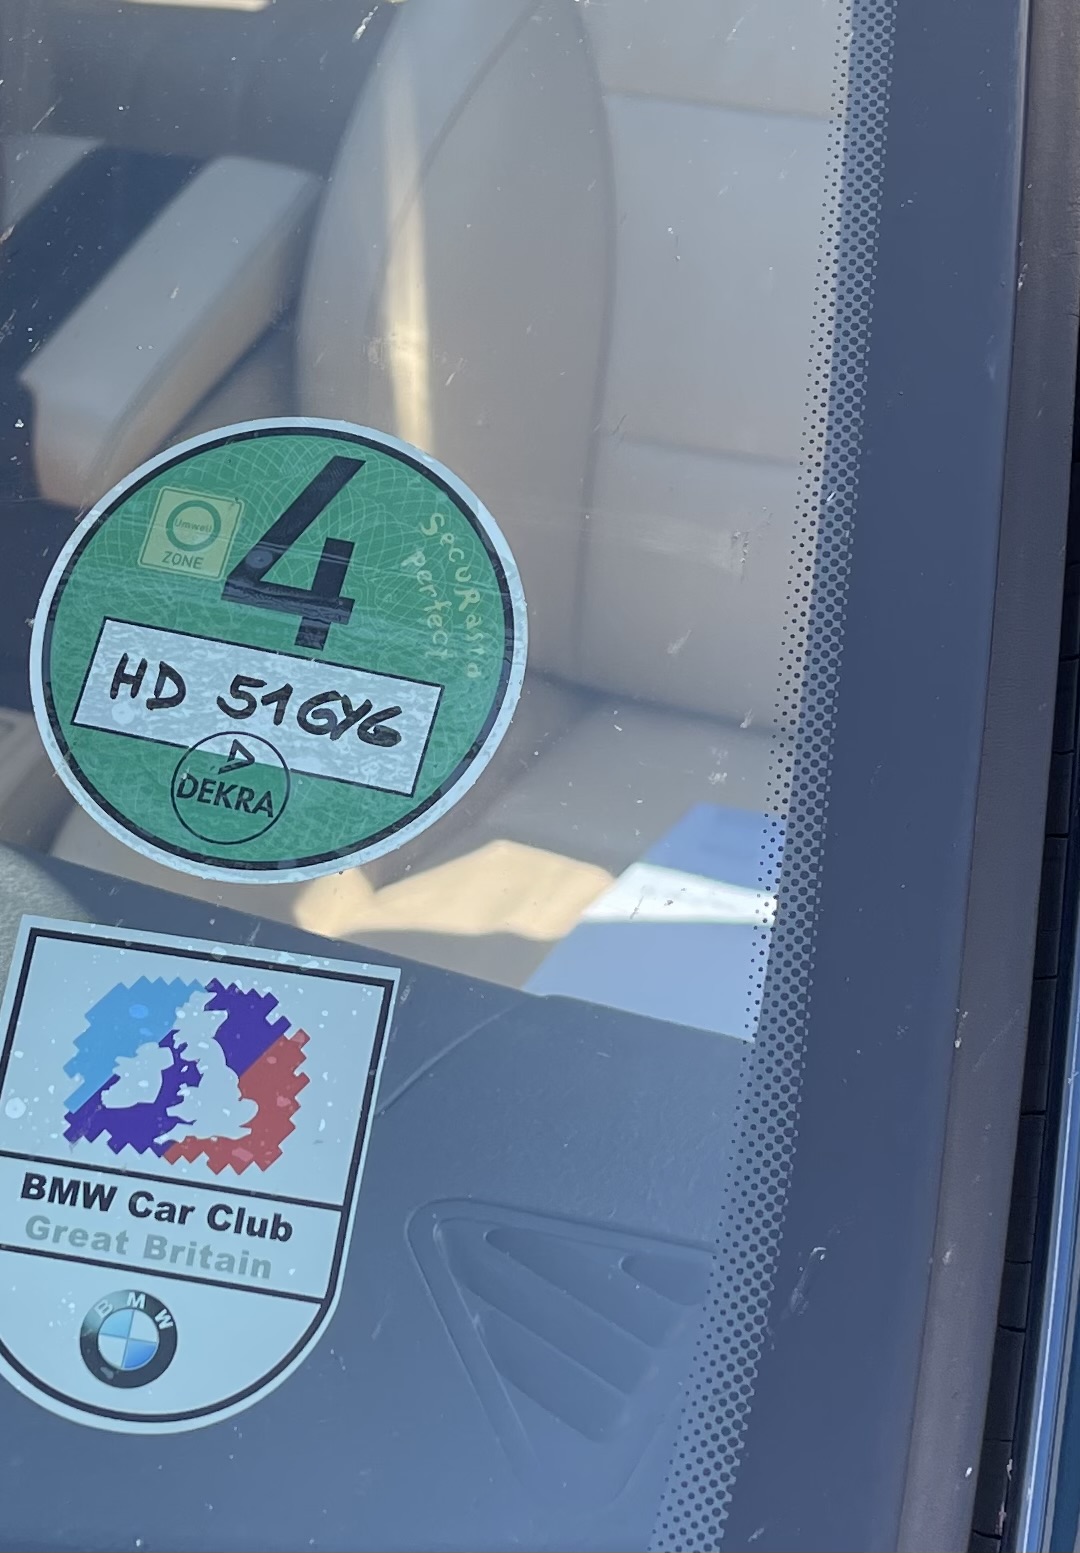 4
Umwelt
ZONE
SecuRasta
perfect
HD 51GYG
DEKRA
BMW Car Club
Great Britain
BMW